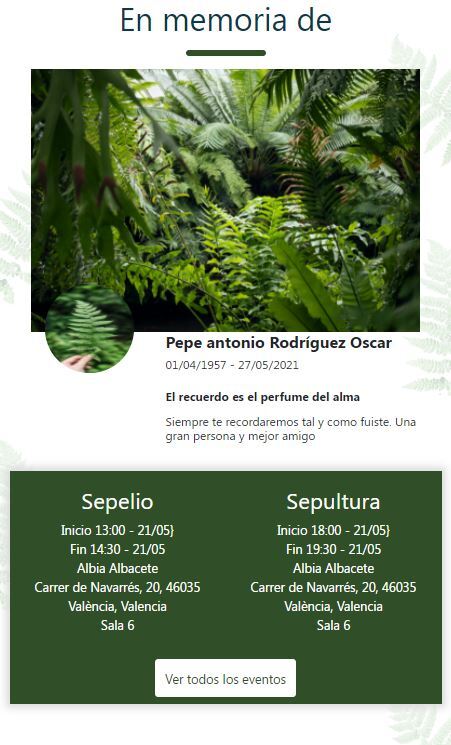 En memoria de
Pepe antonio Rodríguez Oscar
01/04/1957 - 27/05/2021
El recuerdo es el perfume del alma
Siempre te recordaremos tal y como fuiste. Una
gran persona y mejor amigo
Sepelio
Inicio 13:00 - 21/05}
Fin 14:30 - 21/05
Albia Albacete
Carrer de Navarrés, 20, 46035
València, Valencia
Sala 6
Sepultura
Inicio 18:00 - 21/05}
Fin 19:30 - 21/05
Albia Albacete
Carrer de Navarrés, 20, 46035
València, Valencia
Sala 6
Ver todos los eventos